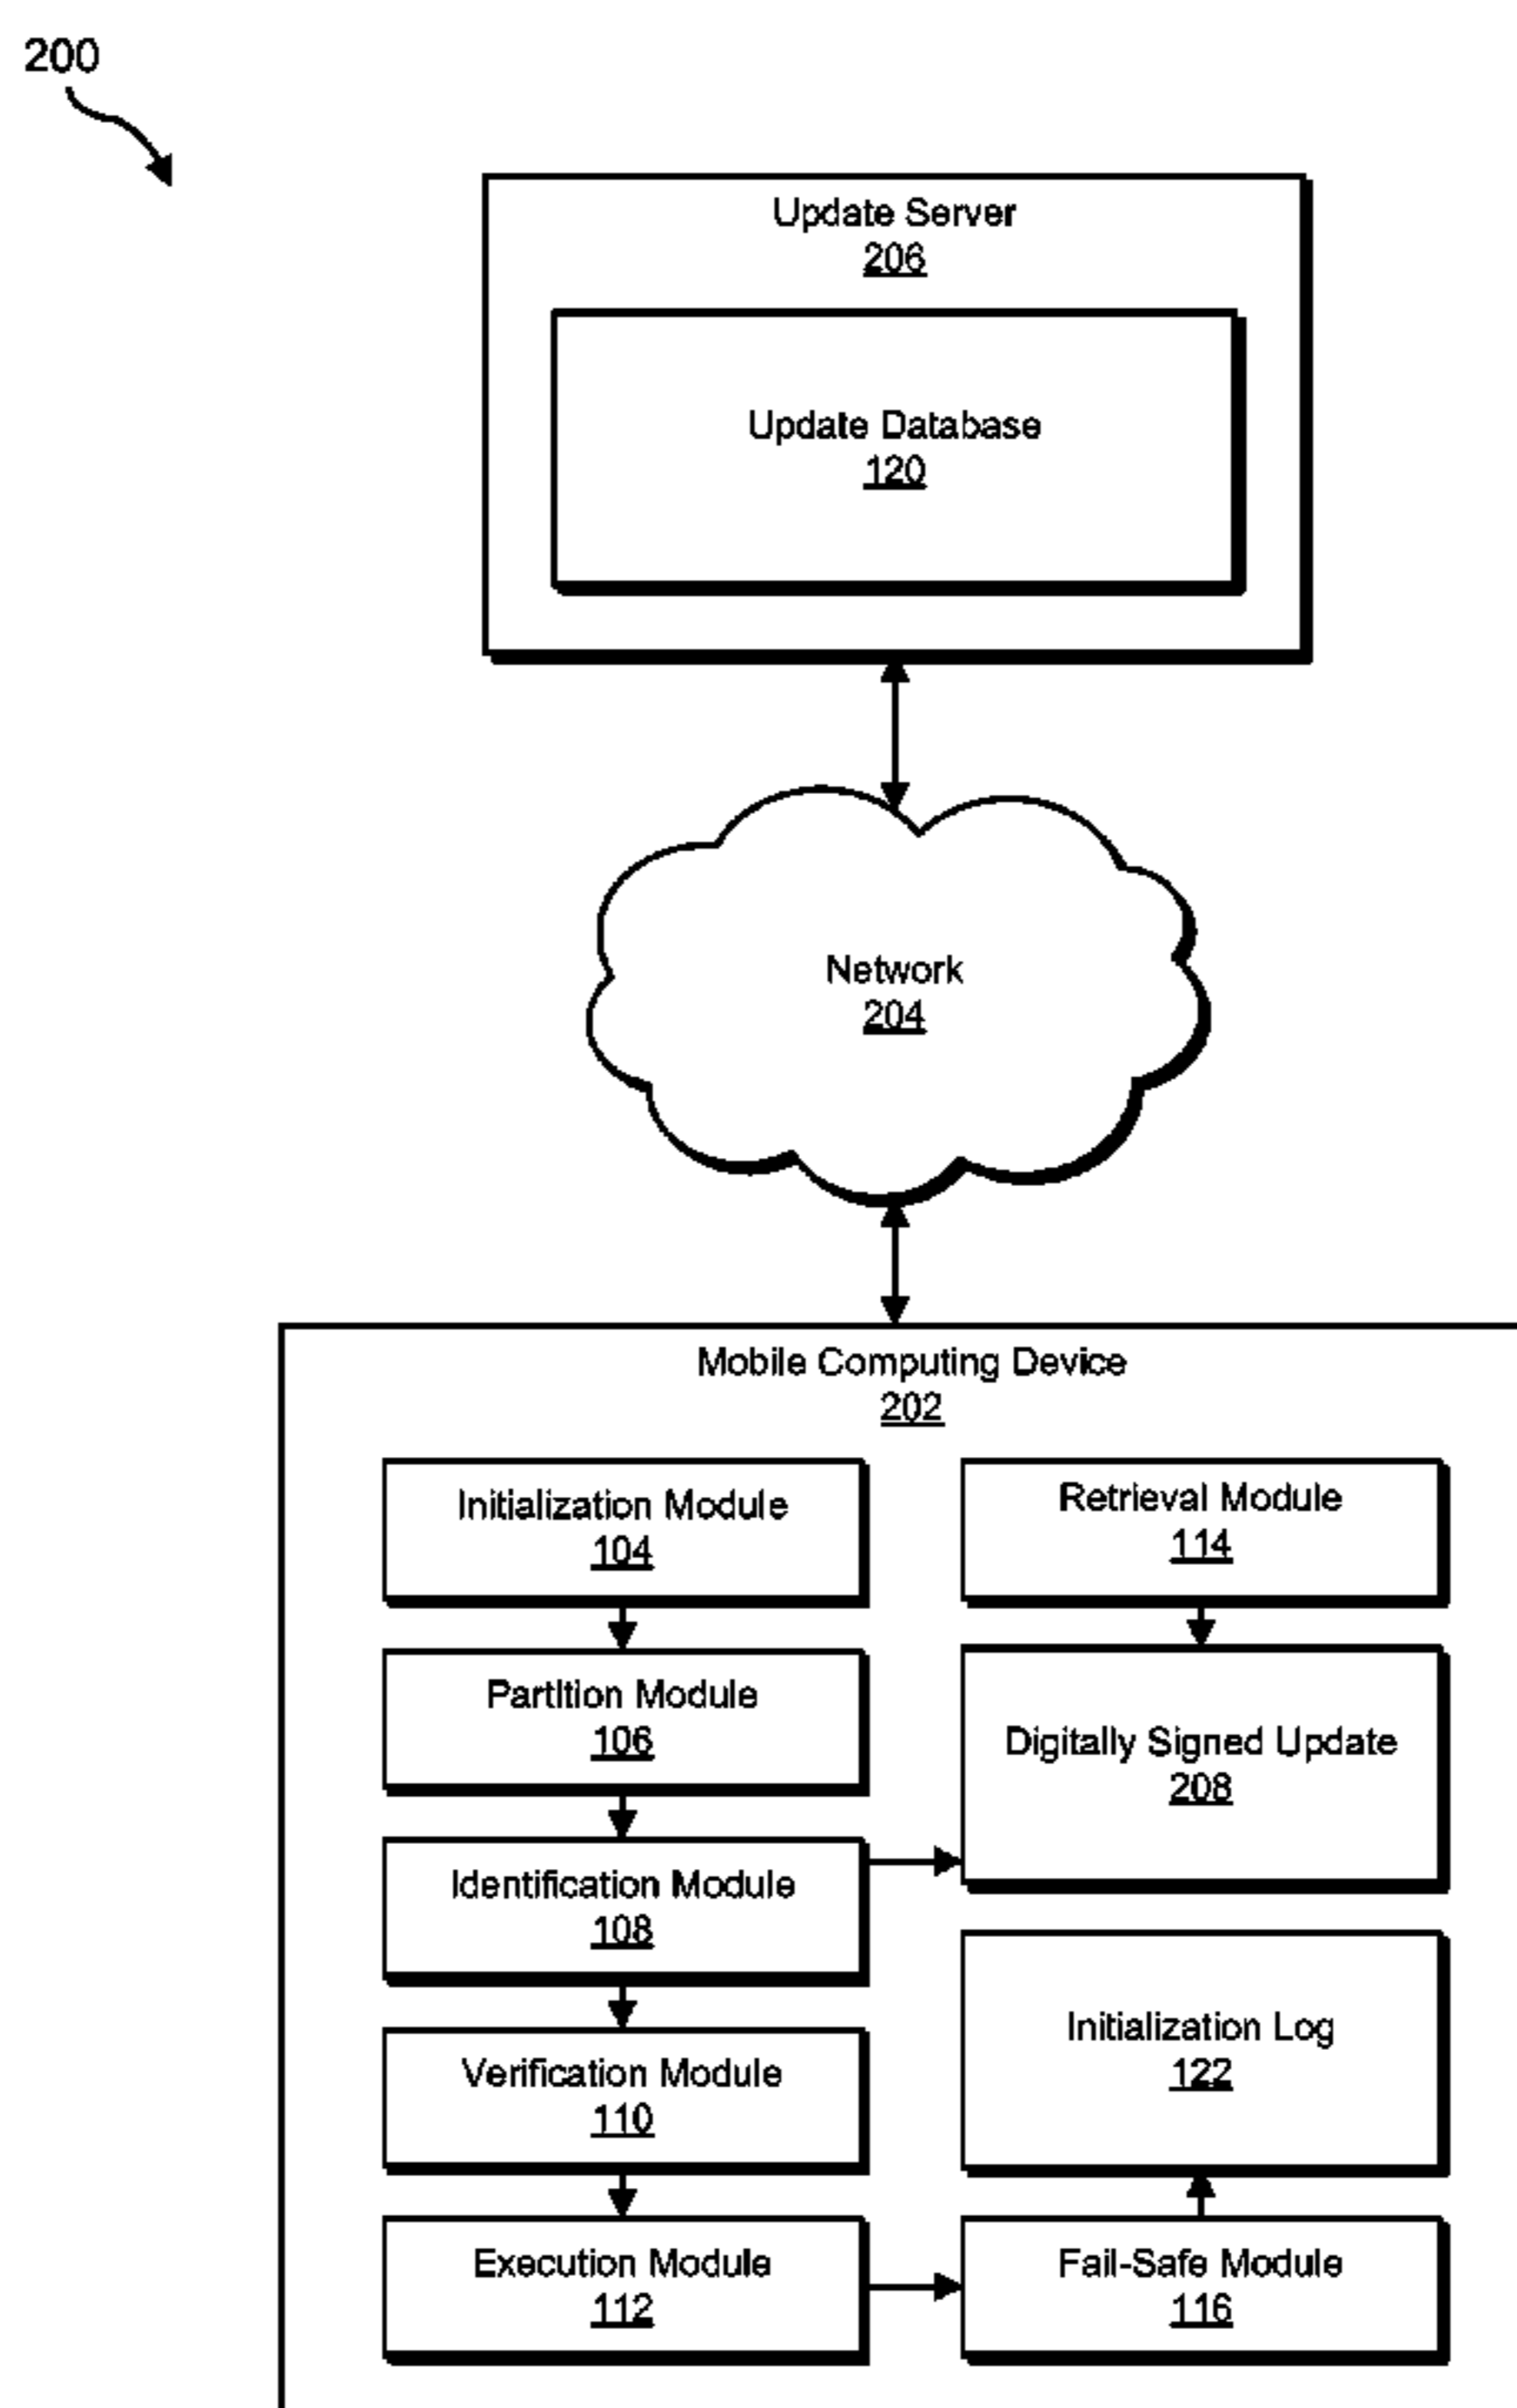 200
Update Server
206
Update Database
120
Network
204
Mobile Computing Device
202
Initialization Module
104
Partition Module
106
Identification Module
108
Verification Module
110
Execution Module
112
Retrieval Module
114
Digitally Signed Update
208
Initialization Log
122
Fail-Safe Module
116